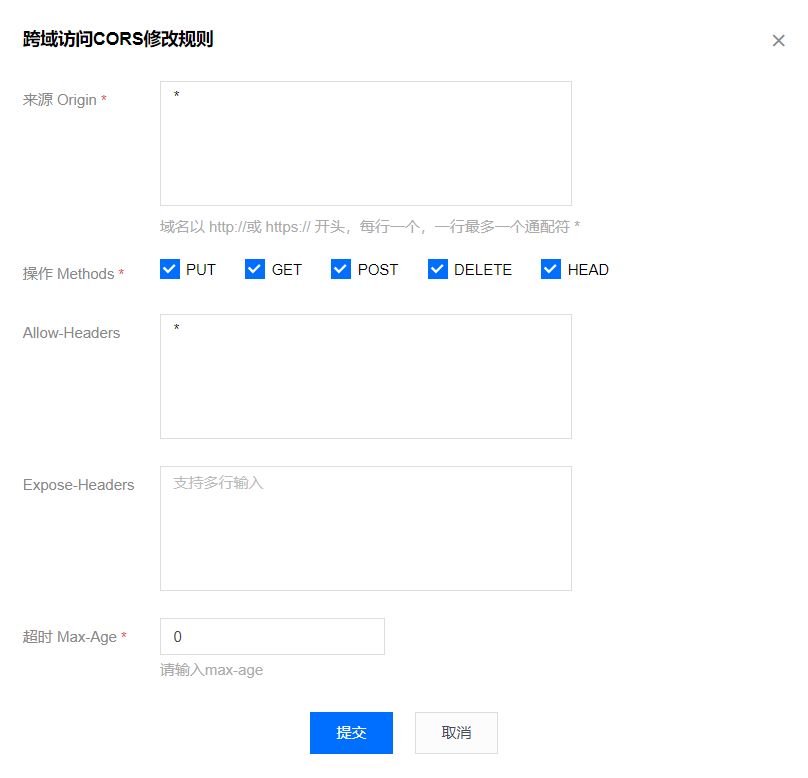 跨域访问CORS修改规则
来源 Origin *
*
域名以 http://或 https:// 开头，每行一个，一行最多一个通配符 *
操作 Methods * PUT GET POST DELETE HEAD
Allow-Headers
*
Expose-Headers
支持多行输入
超时 Max-Age *
0
请输入max-age
提交 取消